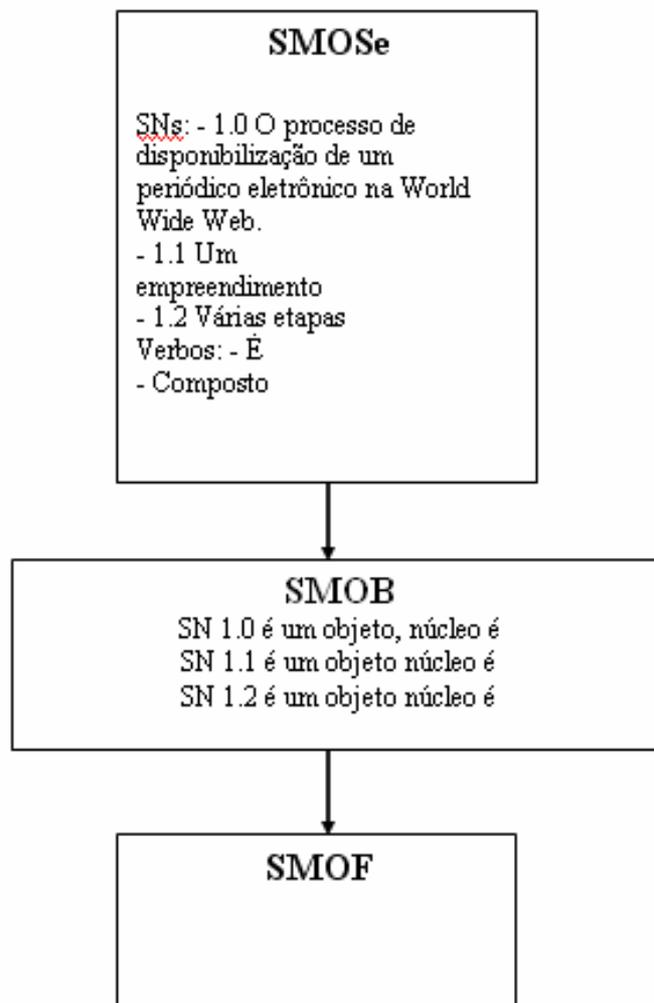 SMOSe
SNs: - 1.0 O processo de
disponibilização de um
periódico eletrônico na World
Wide Web.
- 1.1 Um
empreendimento
- 1.2 Várias etapas
Verbos: - É
- Composto
SMOB
SN 1.0 é um objeto, núcleo é
SN 1.1 é um objeto núcleo é
SN 1.2 é um objeto núcleo é
SMOF